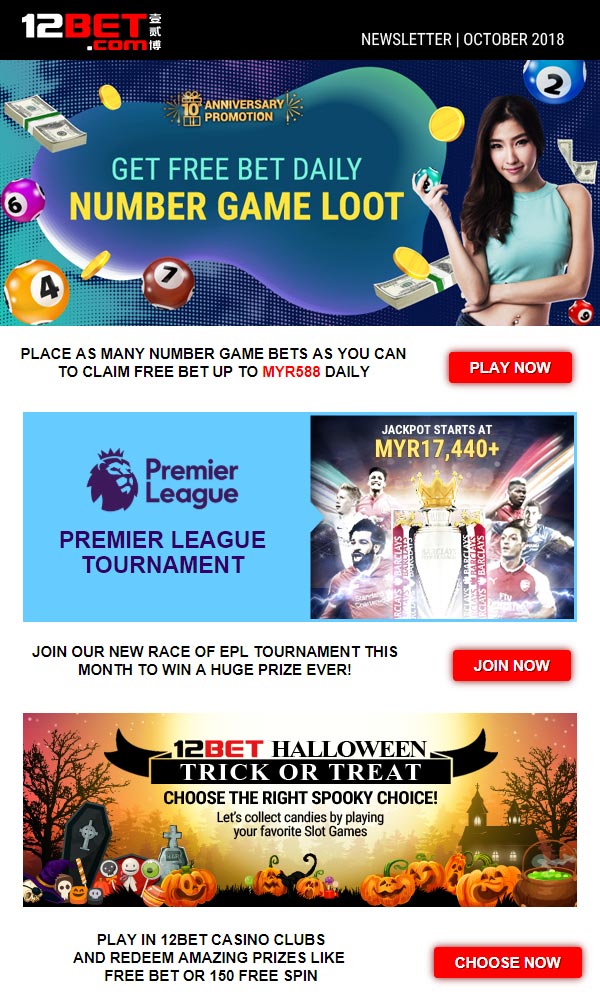 12BET
.COM
壹贰博
NEWSLETTER | OCTOBER 2018
10th ANNIVERSARY
PROMOTION
GET FREE BET DAILY
NUMBER GAME LOOT
2
6
4
7
9
PLACE AS MANY NUMBER GAME BETS AS YOU CAN
TO CLAIM FREE BET UP TO MYR588 DAILY
PLAY NOW
Premier
League
PREMIER LEAGUE
TOURNAMENT
JACKPOT STARTS AT
MYR17,440+
BARCLAYS
BARCLAYS
BARCLAYS
BARCLAYS
JOIN OUR NEW RACE OF EPL TOURNAMENT THIS
MONTH TO WIN A HUGE PRIZE EVER!
JOIN NOW
12BET HALLOWEEN
TRICK OR TREAT
CHOOSE THE RIGHT SPOOKY CHOICE!
Let's collect candies by playing
your favorite Slot Games
PLAY IN 12BET CASINO CLUBS
AND REDEEM AMAZING PRIZES LIKE
FREE BET OR 150 FREE SPIN
CHOOSE NOW